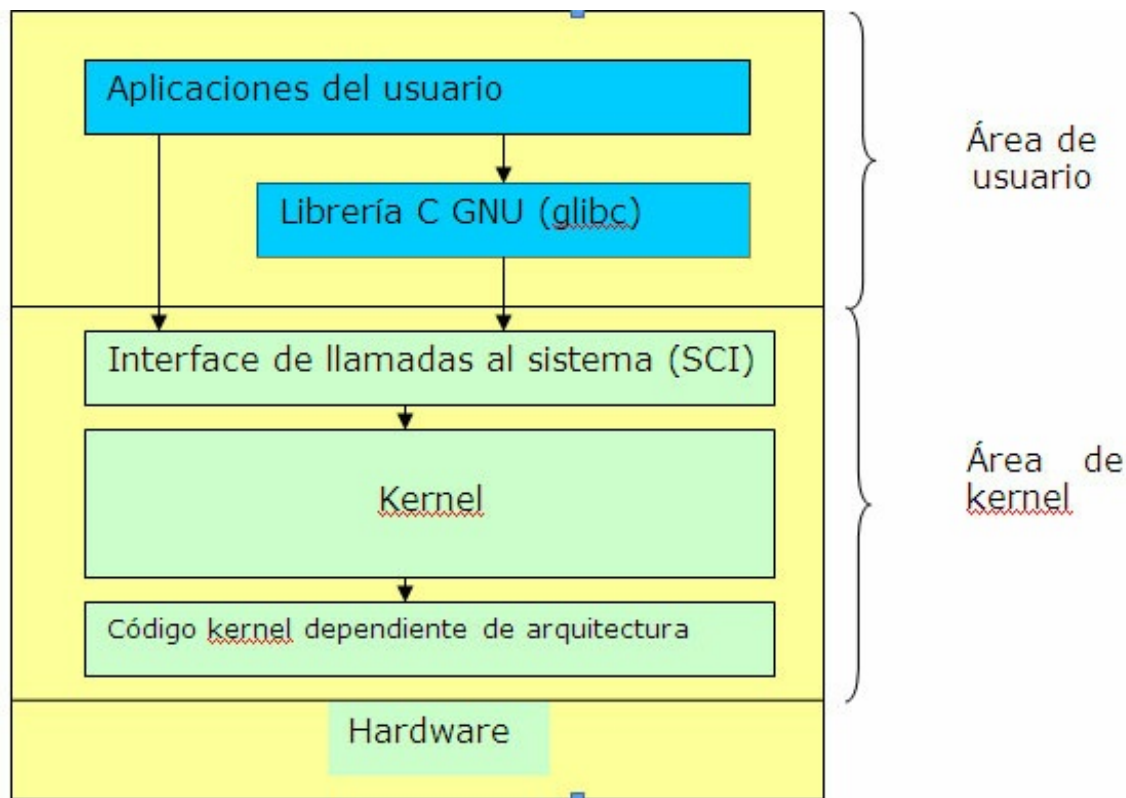 Aplicaciones del usuario
Área de
usuario
Librería C GNU (glibc)
Interface de llamadas al sistema (SCI)
Kernel
Área de
kernel
Código kernel dependiente de arquitectura
Hardware